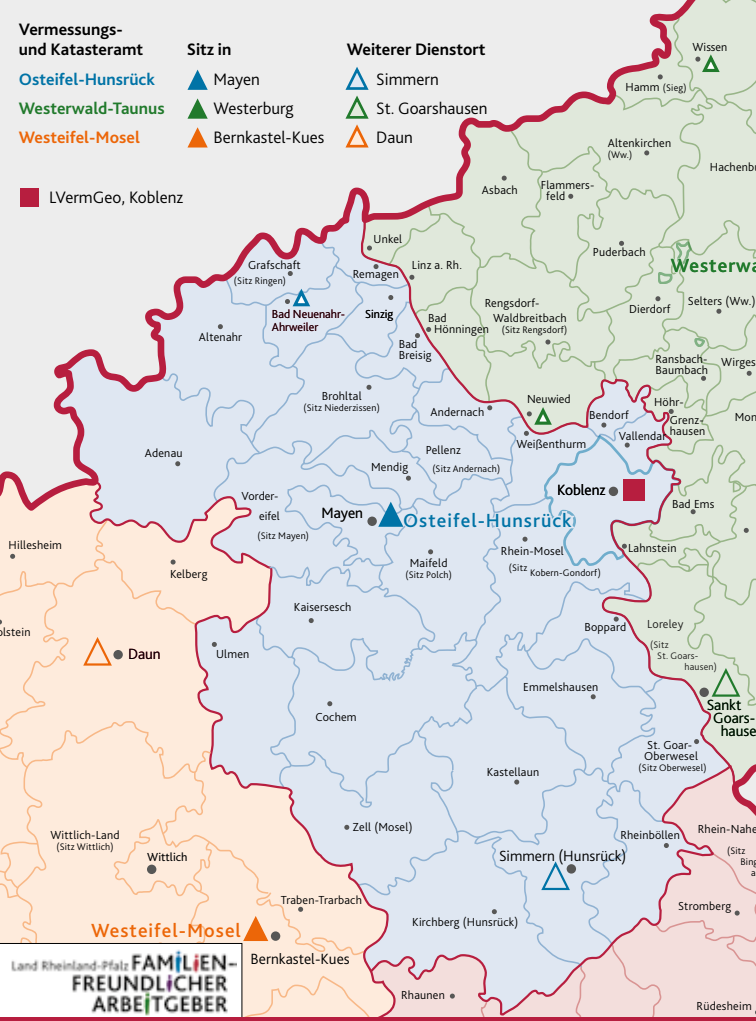 Vermessungs-
und Katasteramt
Sitz in
Weiterer Dienstort
Osteifel-Hunsrück
Mayen
Simmern
Westerwald-Taunus
Westerburg
St. Goarshausen
Westeifel-Mosel
Bernkastel-Kues
Daun
LVermGeo, Koblenz
Wissen
Hamm (Sieg)
Altenkirchen
(Ww.)
Hachenbu
Asbach
Flammers-
feld
Unkel
Puderbach
Grafschaft
(Sitz Ringen)
Remagen
Linz a. Rh.
Westerwa
Bad Neuenahr-
Ahrweiler
Sinzig
Rengsdorf-
Waldbreitbach
(Sitz Rengsdorf)
Dierdorf
Selters (Ww.)
Altenahr
Bad
Hönningen
Bad
Breisig
Ransbach-
Baumbach
Wirges
Brohltal
(Sitz Niederzissen)
Andernach
Neuwied
Höhr-
Grenz-
hausen
Bendorf
Mon
Weißenthurm
Vallendar
Adenau
Pellenz
(Sitz Andernach)
Mendig
Koblenz
Vorder-
eifel
(Sitz Mayen)
Mayen
Osteifel-Hunsrück
Bad Ems
Hillesheim
Rhein-Mosel
(Sitz
Kobern-Gondorf)
Lahnstein
Kelberg
Maifeld
(Sitz Polch)
Kaisersesch
olstein
Boppard
Loreley
(Sitz
St. Goars-
hausen)
Daun
Ulmen
Emmelshausen
Sankt
Goars-
hause
Cochem
St. Goar-
Oberwesel
(Sitz Oberwesel)
Kastellaun
Wittlich-Land
(Sitz Wittlich)
Zell (Mosel)
Rheinböllen
Rhein-Nahe
(Sitz
Bing
a
Wittlich
Simmern (Hunsrück)
Traben-Trarbach
Stromberg
Kirchberg (Hunsrück)
Westeifel-Mosel
Bernkastel-Kues
Land Rheinland-Pfalz FAMiLiEN-
FREUNDLiCHER
ARBEiTGEBER
Rhaunen
Rüdesheim